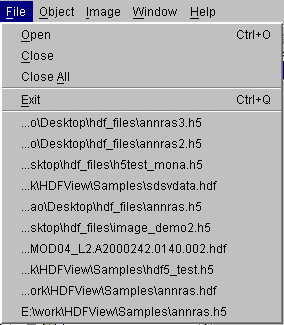 File Object Image Window Help
Open Ctrl+O
Close
Close All
Exit Ctrl+Q
...o\Desktop\hdf_files\annras3.h5
...o\Desktop\hdf_files\annras2.h5
...sktop\hdf_files\h5test_mona.h5
...k\HDFView\Samples\sdsvdata.hdf
...ao\Desktop\hdf_files\annras.h5
...sktop\hdf_files\image_demo2.h5
...MOD04_L2.A2000242.0140.002.hdf
...k\HDFView\Samples\hdf5_test.h5
...ork\HDFView\Samples\annras.hdf
E:\work\HDFView\Samples\annras.h5